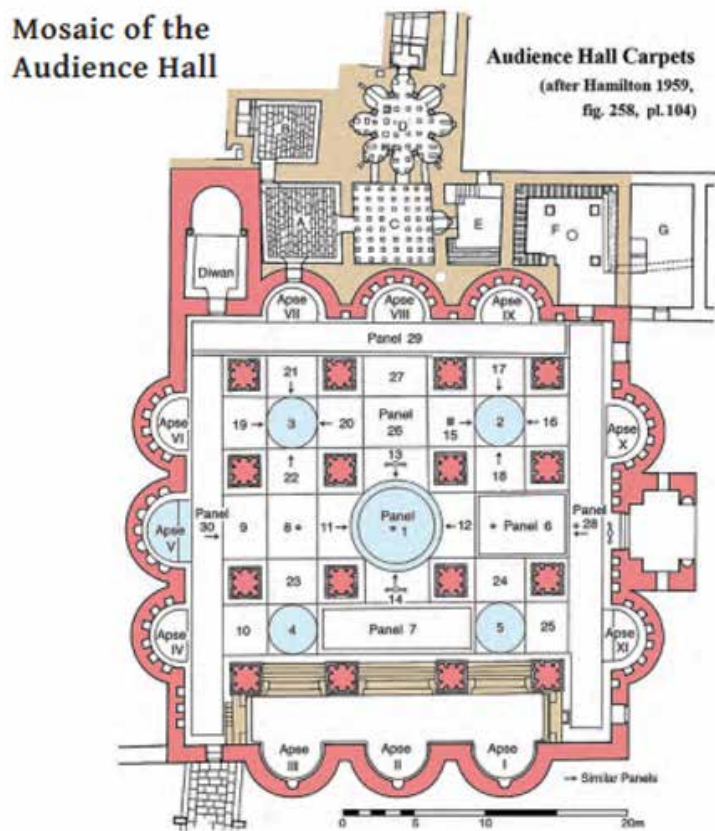 Mosaic of the
Audience Hall
Audience Hall Carpets
(after Hamilton 1959,
fig. 258, pl.104)
B
D
A
C
E
F
G
Diwan
Apse
VII
Apse
VIII
Apse
IX
Panel 29
21
27
17
Apse
VI
19
3
20
Panel
26
15
2
16
Apse
X
22
13
18
Panel
30
Apse
V
9
8
11
Panel
1
12
Panel 6
28
23
14
24
Apse
IV
10
4
Panel 7
5
25
Apse
XI
Apse
III
Apse
II
Apse
I
→ Similar Panels
0
5
10
20m